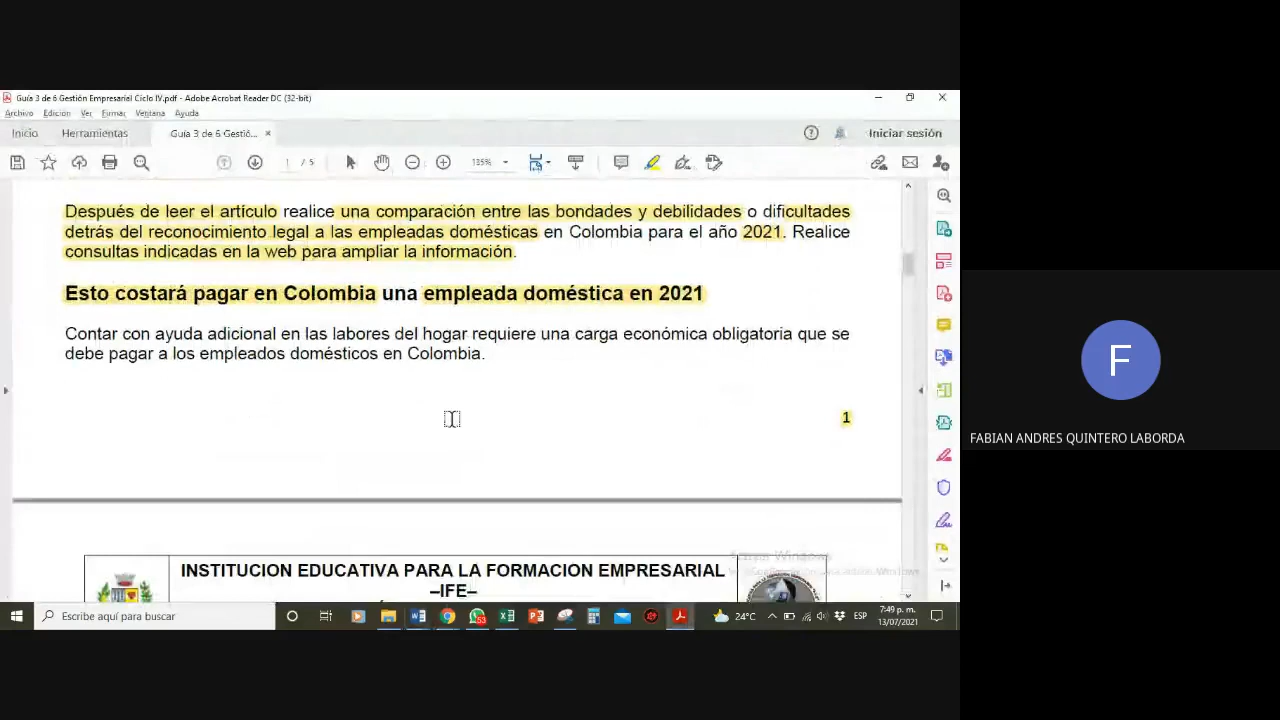 Guía 3 de 6 Gestión Empresarial Ciclo IV.pdf - Adobe Acrobat Reader DC (32-bit)
Archivo Edición Ver Firmar Ventana Ayuda
Inicio Herramientas Guía 3 de 6 Gestió... × Iniciar sesión
1 / 5 135%
Después de leer el artículo realice una comparación entre las bondades y debilidades o dificultades
detrás del reconocimiento legal a las empleadas domésticas en Colombia para el año 2021. Realice
consultas indicadas en la web para ampliar la información.
Esto costará pagar en Colombia una empleada doméstica en 2021
Contar con ayuda adicional en las labores del hogar requiere una carga económica obligatoria que se
debe pagar a los empleados domésticos en Colombia.
1
INSTITUCION EDUCATIVA PARA LA FORMACION EMPRESARIAL
–IFE–
Windows
Escribe aquí para buscar
53
24°C
ESP
7:49 p. m.
13/07/2021
F
FABIAN ANDRES QUINTERO LABORDA